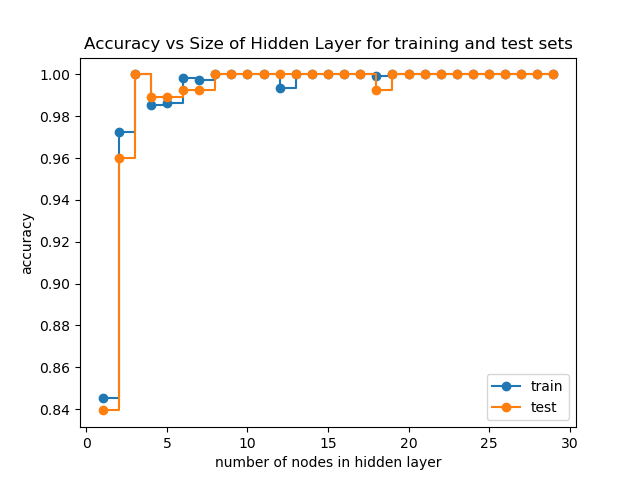 Accuracy vs Size of Hidden Layer for training and test sets
1.00
0.98
0.96
0.94
0.92
0.90
0.88
0.86
0.84
accuracy
train
test
0 5 10 15 20 25 30
number of nodes in hidden layer